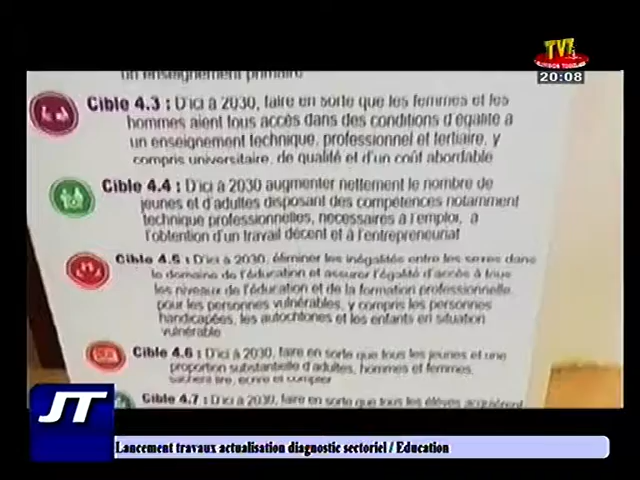 TVT
TELEVISION TOGOLAISE
20:08
un enseignement primaire
Cible 4.3 : D'ici à 2030, faire en sorte que les femmes et les
hommes aient tous accès dans des conditions d'égalité à
un enseignement technique, professionnel et tertiaire, y
compris universitaire, de qualité et d'un coût abordable
Cible 4.4 : D'ici à 2030 augmenter nettement le nombre de
jeunes et d'adultes disposant des compétences notamment
technique professionnelles, nécessaires à l'emploi, à
l'obtention d'un travail décent et à l'entrepreneuriat
Cible 4.5 : D'ici à 2030, éliminer les inégalités entre les sexes dans
le domaine de l'éducation et assurer l'égalité d'accès à tous
les niveaux de l'éducation et de la formation professionnelle
pour les personnes vulnérables, y compris les personnes
handicapées, les autochtones et les enfants en situation
vulnérable
Cible 4.6 : D'ici à 2030, faire en sorte que tous les jeunes et une
proportion substantielle d'adultes, hommes et femmes,
sachent lire, écrire et compter
Cible 4.7 : D'ici à 2030, faire en sorte que tous les élèves acquièrent
JT
Lancement travaux actualisation diagnostic sectoriel / Education